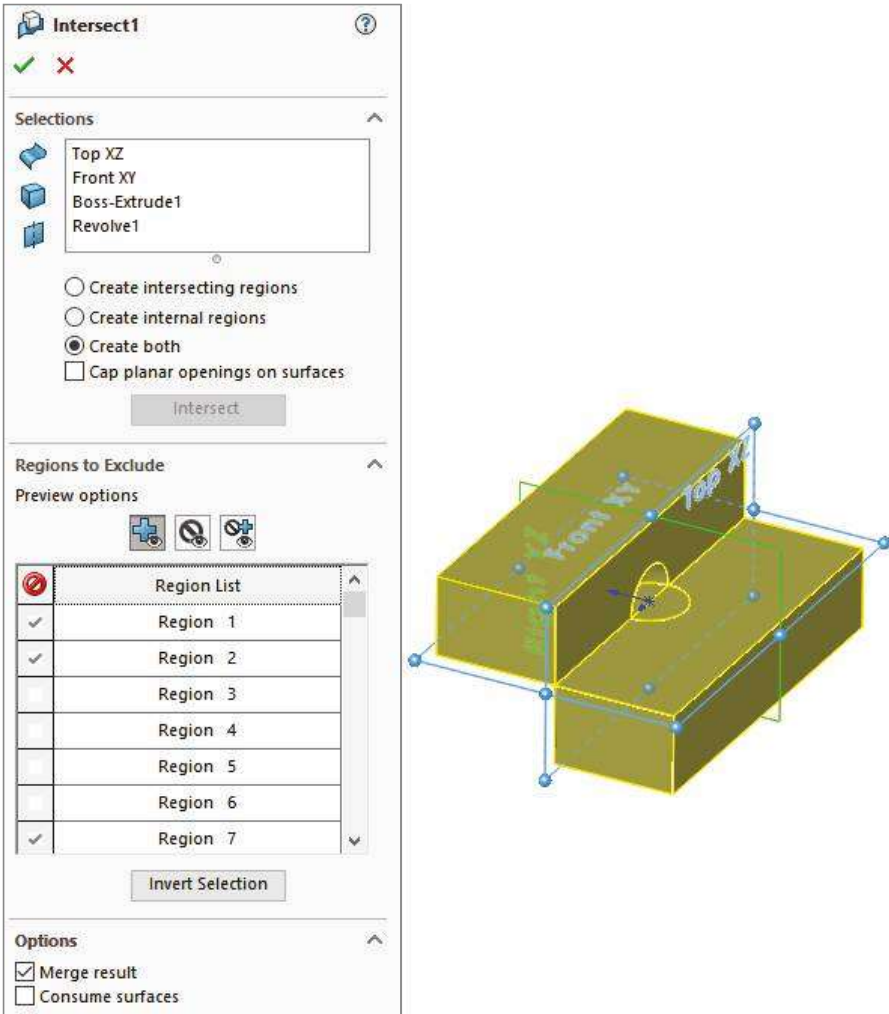 Intersect1
Selections
Top XZ
Front XY
Boss-Extrude1
Revolve1
Create intersecting regions
Create internal regions
Create both
Cap planar openings on surfaces
Intersect
Regions to Exclude
Preview options
Region List
Region 1
Region 2
Region 3
Region 4
Region 5
Region 6
Region 7
Invert Selection
Options
Merge result
Consume surfaces
Top XZ
Front XY
Right YZ